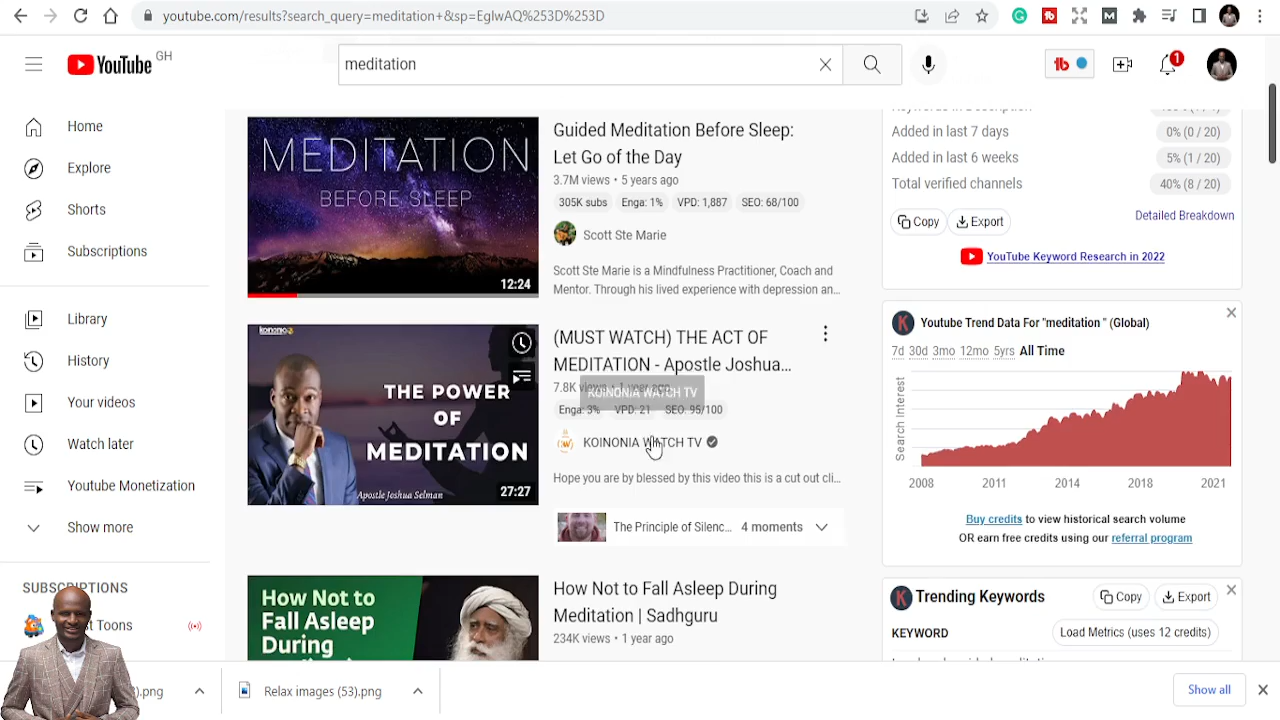 youtube.com/results?search_query=meditation+&sp=EgIwAQ%253D%253D
YouTube GH
meditation
1
Home
Explore
Shorts
Subscriptions
Library
History
Your videos
Watch later
Youtube Monetization
Show more
SUBSCRIPTIONS
Toons
MEDITATION
BEFORE SLEEP
12:24
Guided Meditation Before Sleep:
Let Go of the Day
3.7M views • 5 years ago
305K subs Enga: 1% VPD: 1,887 SEO: 68/100
Scott Ste Marie
Scott Ste Marie is a Mindfulness Practitioner, Coach and
Mentor. Through his lived experience with depression an...
koinonia
THE POWER
OF
MEDITATION
Apostle Joshua Selman
27:27
(MUST WATCH) THE ACT OF
MEDITATION - Apostle Joshua...
7.8K views • 1 year ago
KOINONIA WATCH TV
Enga: 3% VPD: 21 SEO: 95/100
KOINONIA WATCH TV
Hope you are by blessed by this video this is a cut out cli...
The Principle of Silenc... 4 moments
How Not to
Fall Asleep
During
How Not to Fall Asleep During
Meditation | Sadhguru
234K views • 1 year ago
Added in last 7 days 0% (0 / 20)
Added in last 6 weeks 5% (1 / 20)
Total verified channels 40% (8 / 20)
Copy Export Detailed Breakdown
YouTube Keyword Research in 2022
Youtube Trend Data For "meditation " (Global)
7d 30d 3mo 12mo 5yrs All Time
Search Interest
2008 2011 2014 2018 2021
Buy credits to view historical search volume
OR earn free credits using our referral program
Trending Keywords Copy Export
KEYWORD Load Metrics (uses 12 credits)
).png
Relax images (53).png
Show all